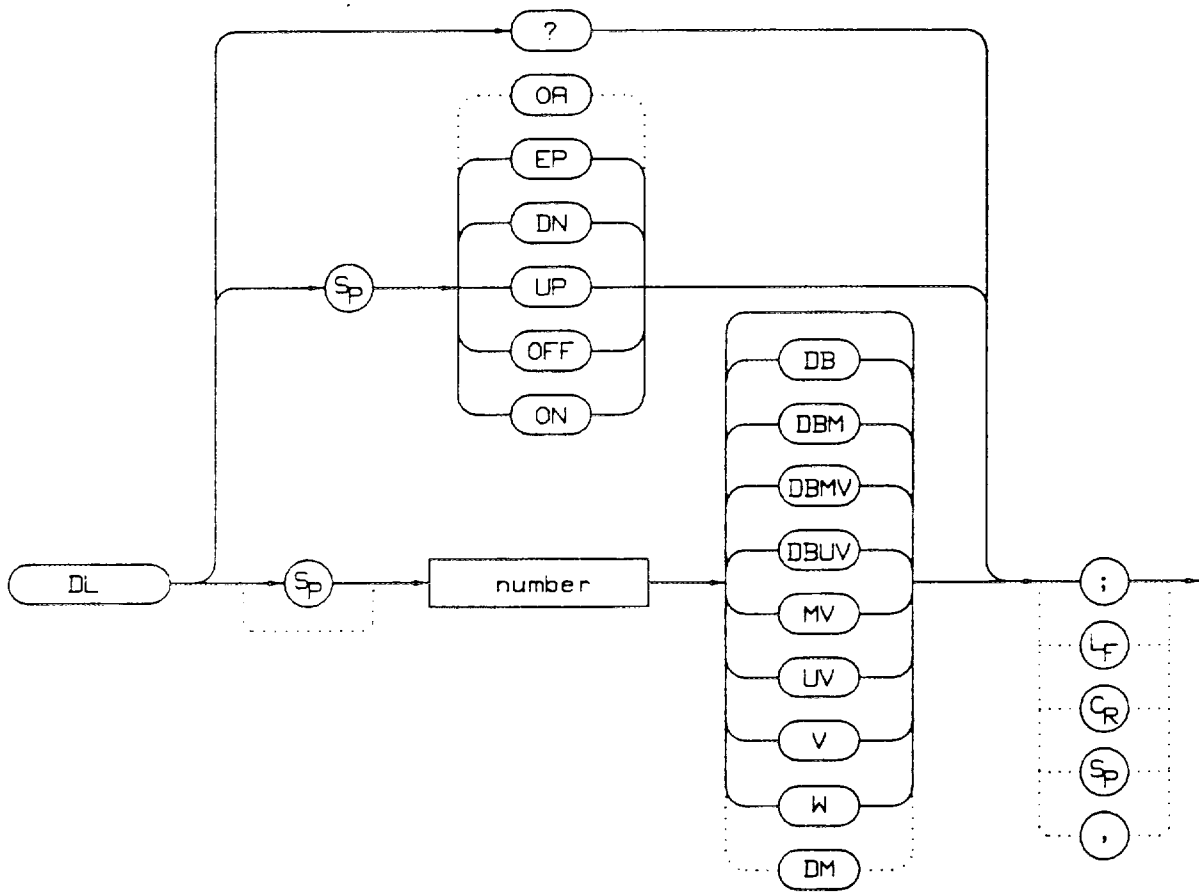 ?
OA
EP
DN
SP
UP
OFF
ON
DB
DBM
DBMV
DBUV
DL
SP
number
;
MV
LF
UV
CR
V
SP
W
,
DM